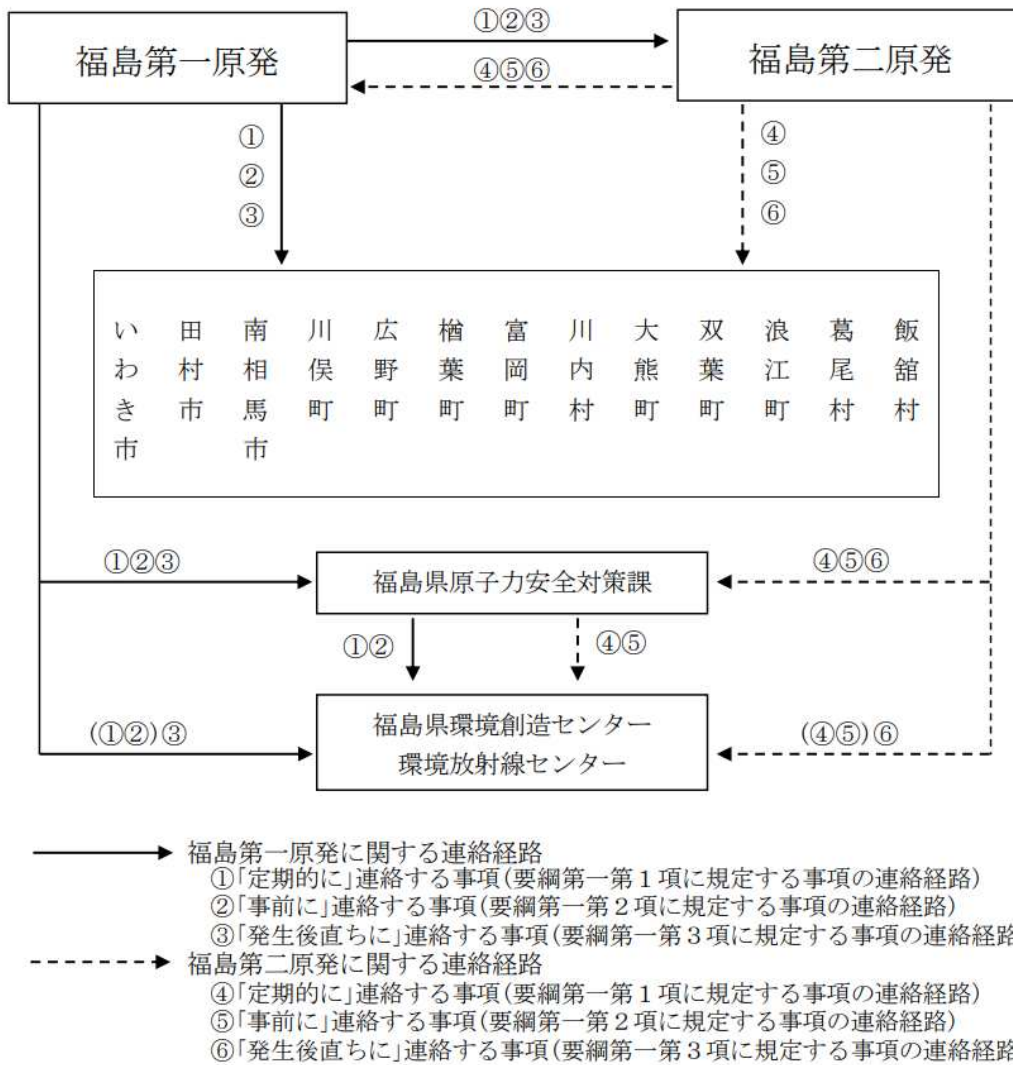 福島第一原発
①②③
④⑤⑥
福島第二原発
①
②
③
④
⑤
⑥
いわき市
田村市
南相馬市
川俣町
広野町
楢葉町
富岡町
川内村
大熊町
双葉町
浪江町
葛尾村
飯舘村
①②③
福島県原子力安全対策課
④⑤⑥
①②
④⑤
(①②)③
福島県環境創造センター
環境放射線センター
(④⑤)⑥
福島第一原発に関する連絡経路
①「定期的に」連絡する事項(要綱第一第1項に規定する事項の連絡経路)
②「事前に」連絡する事項(要綱第一第2項に規定する事項の連絡経路)
③「発生後直ちに」連絡する事項(要綱第一第3項に規定する事項の連絡経路
福島第二原発に関する連絡経路
④「定期的に」連絡する事項(要綱第一第1項に規定する事項の連絡経路)
⑤「事前に」連絡する事項(要綱第一第2項に規定する事項の連絡経路)
⑥「発生後直ちに」連絡する事項(要綱第一第3項に規定する事項の連絡経路